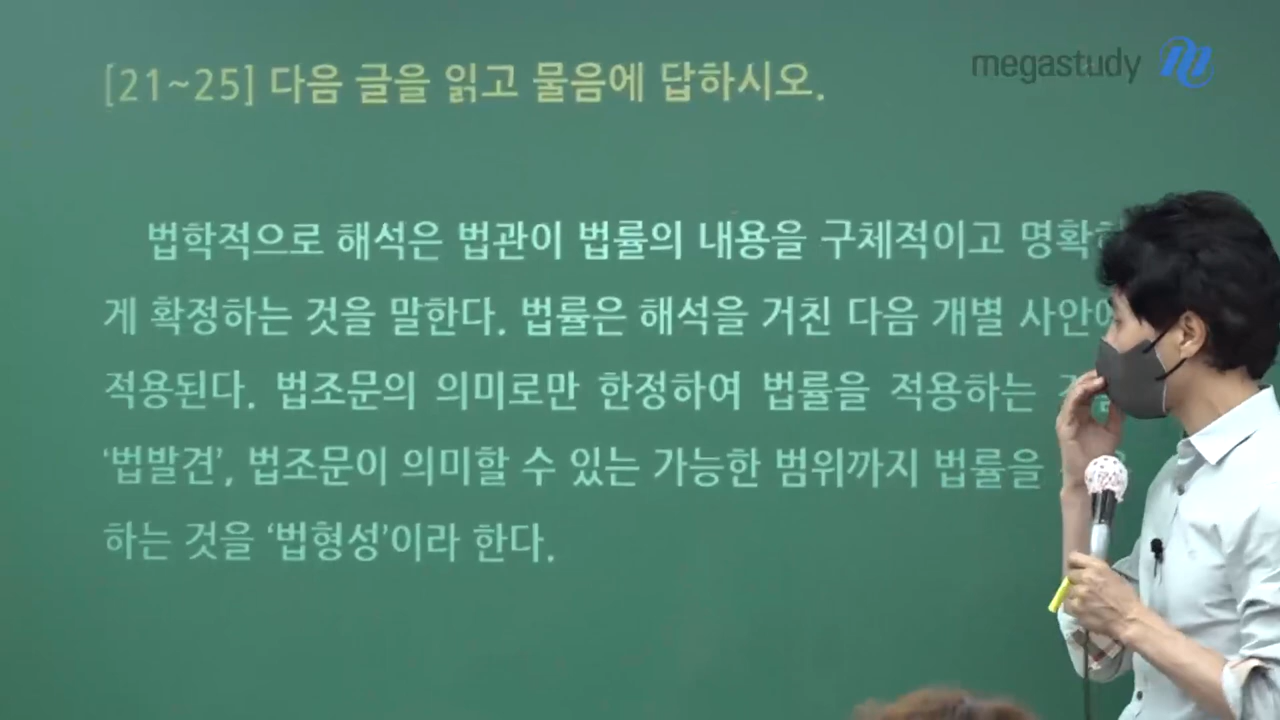 megastudy
[21~25] 다음 글을 읽고 물음에 답하시오.
법학적으로 해석은 법관이 법률의 내용을 구체적이고
게 확정하는 것을 말한다. 법률은 해석을 거친 다음 개별
적용된다. 법조문의 의미로만 한정하여 법률을 적용하는
‘법발견’, 법조문이 의미할 수 있는 가능한 범위까지 법률을
하는 것을 ‘법형성’이라 한다.